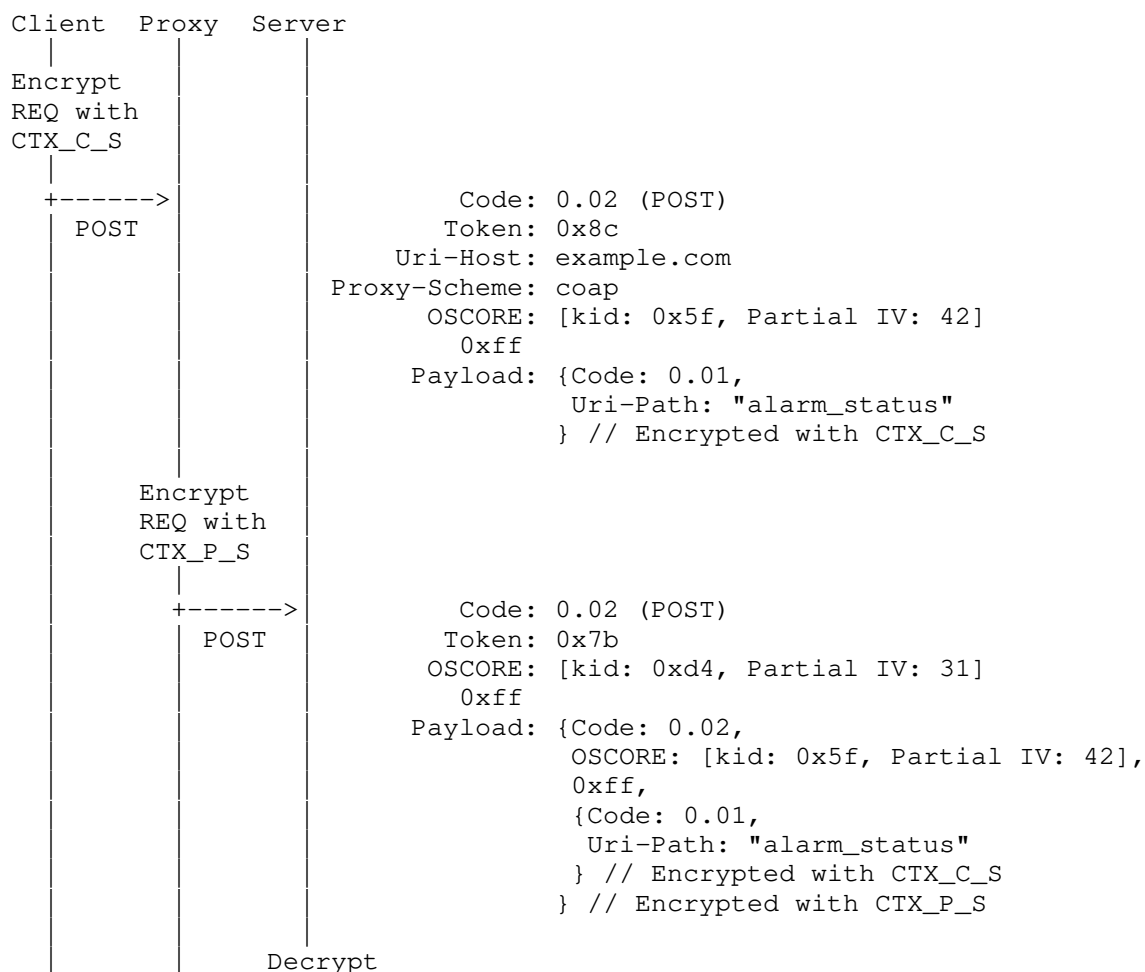 Client Proxy Server
Encrypt
REQ with
CTX_C_S
+------>
Code: 0.02 (POST)
POST
Token: 0x8c
Uri-Host: example.com
Proxy-Scheme: coap
OSCORE: [kid: 0x5f, Partial IV: 42]
0xff
Payload: {Code: 0.01,
Uri-Path: "alarm_status"
} // Encrypted with CTX_C_S
Encrypt
REQ with
CTX_P_S
+------>
Code: 0.02 (POST)
POST
Token: 0x7b
OSCORE: [kid: 0xd4, Partial IV: 31]
0xff
Payload: {Code: 0.02,
OSCORE: [kid: 0x5f, Partial IV: 42],
0xff,
{Code: 0.01,
Uri-Path: "alarm_status"
} // Encrypted with CTX_C_S
} // Encrypted with CTX_P_S
Decrypt